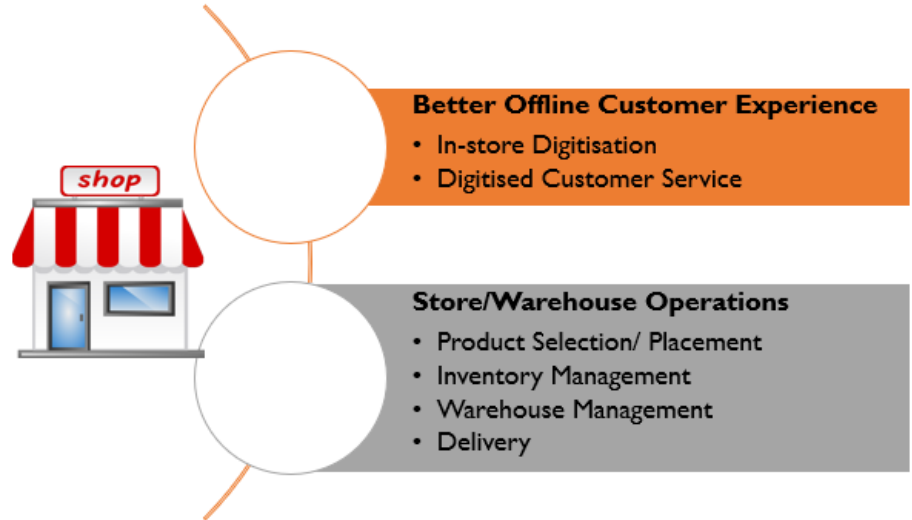 shop
Better Offline Customer Experience
• In-store Digitisation
• Digitised Customer Service
Store/Warehouse Operations
• Product Selection/ Placement
• Inventory Management
• Warehouse Management
• Delivery